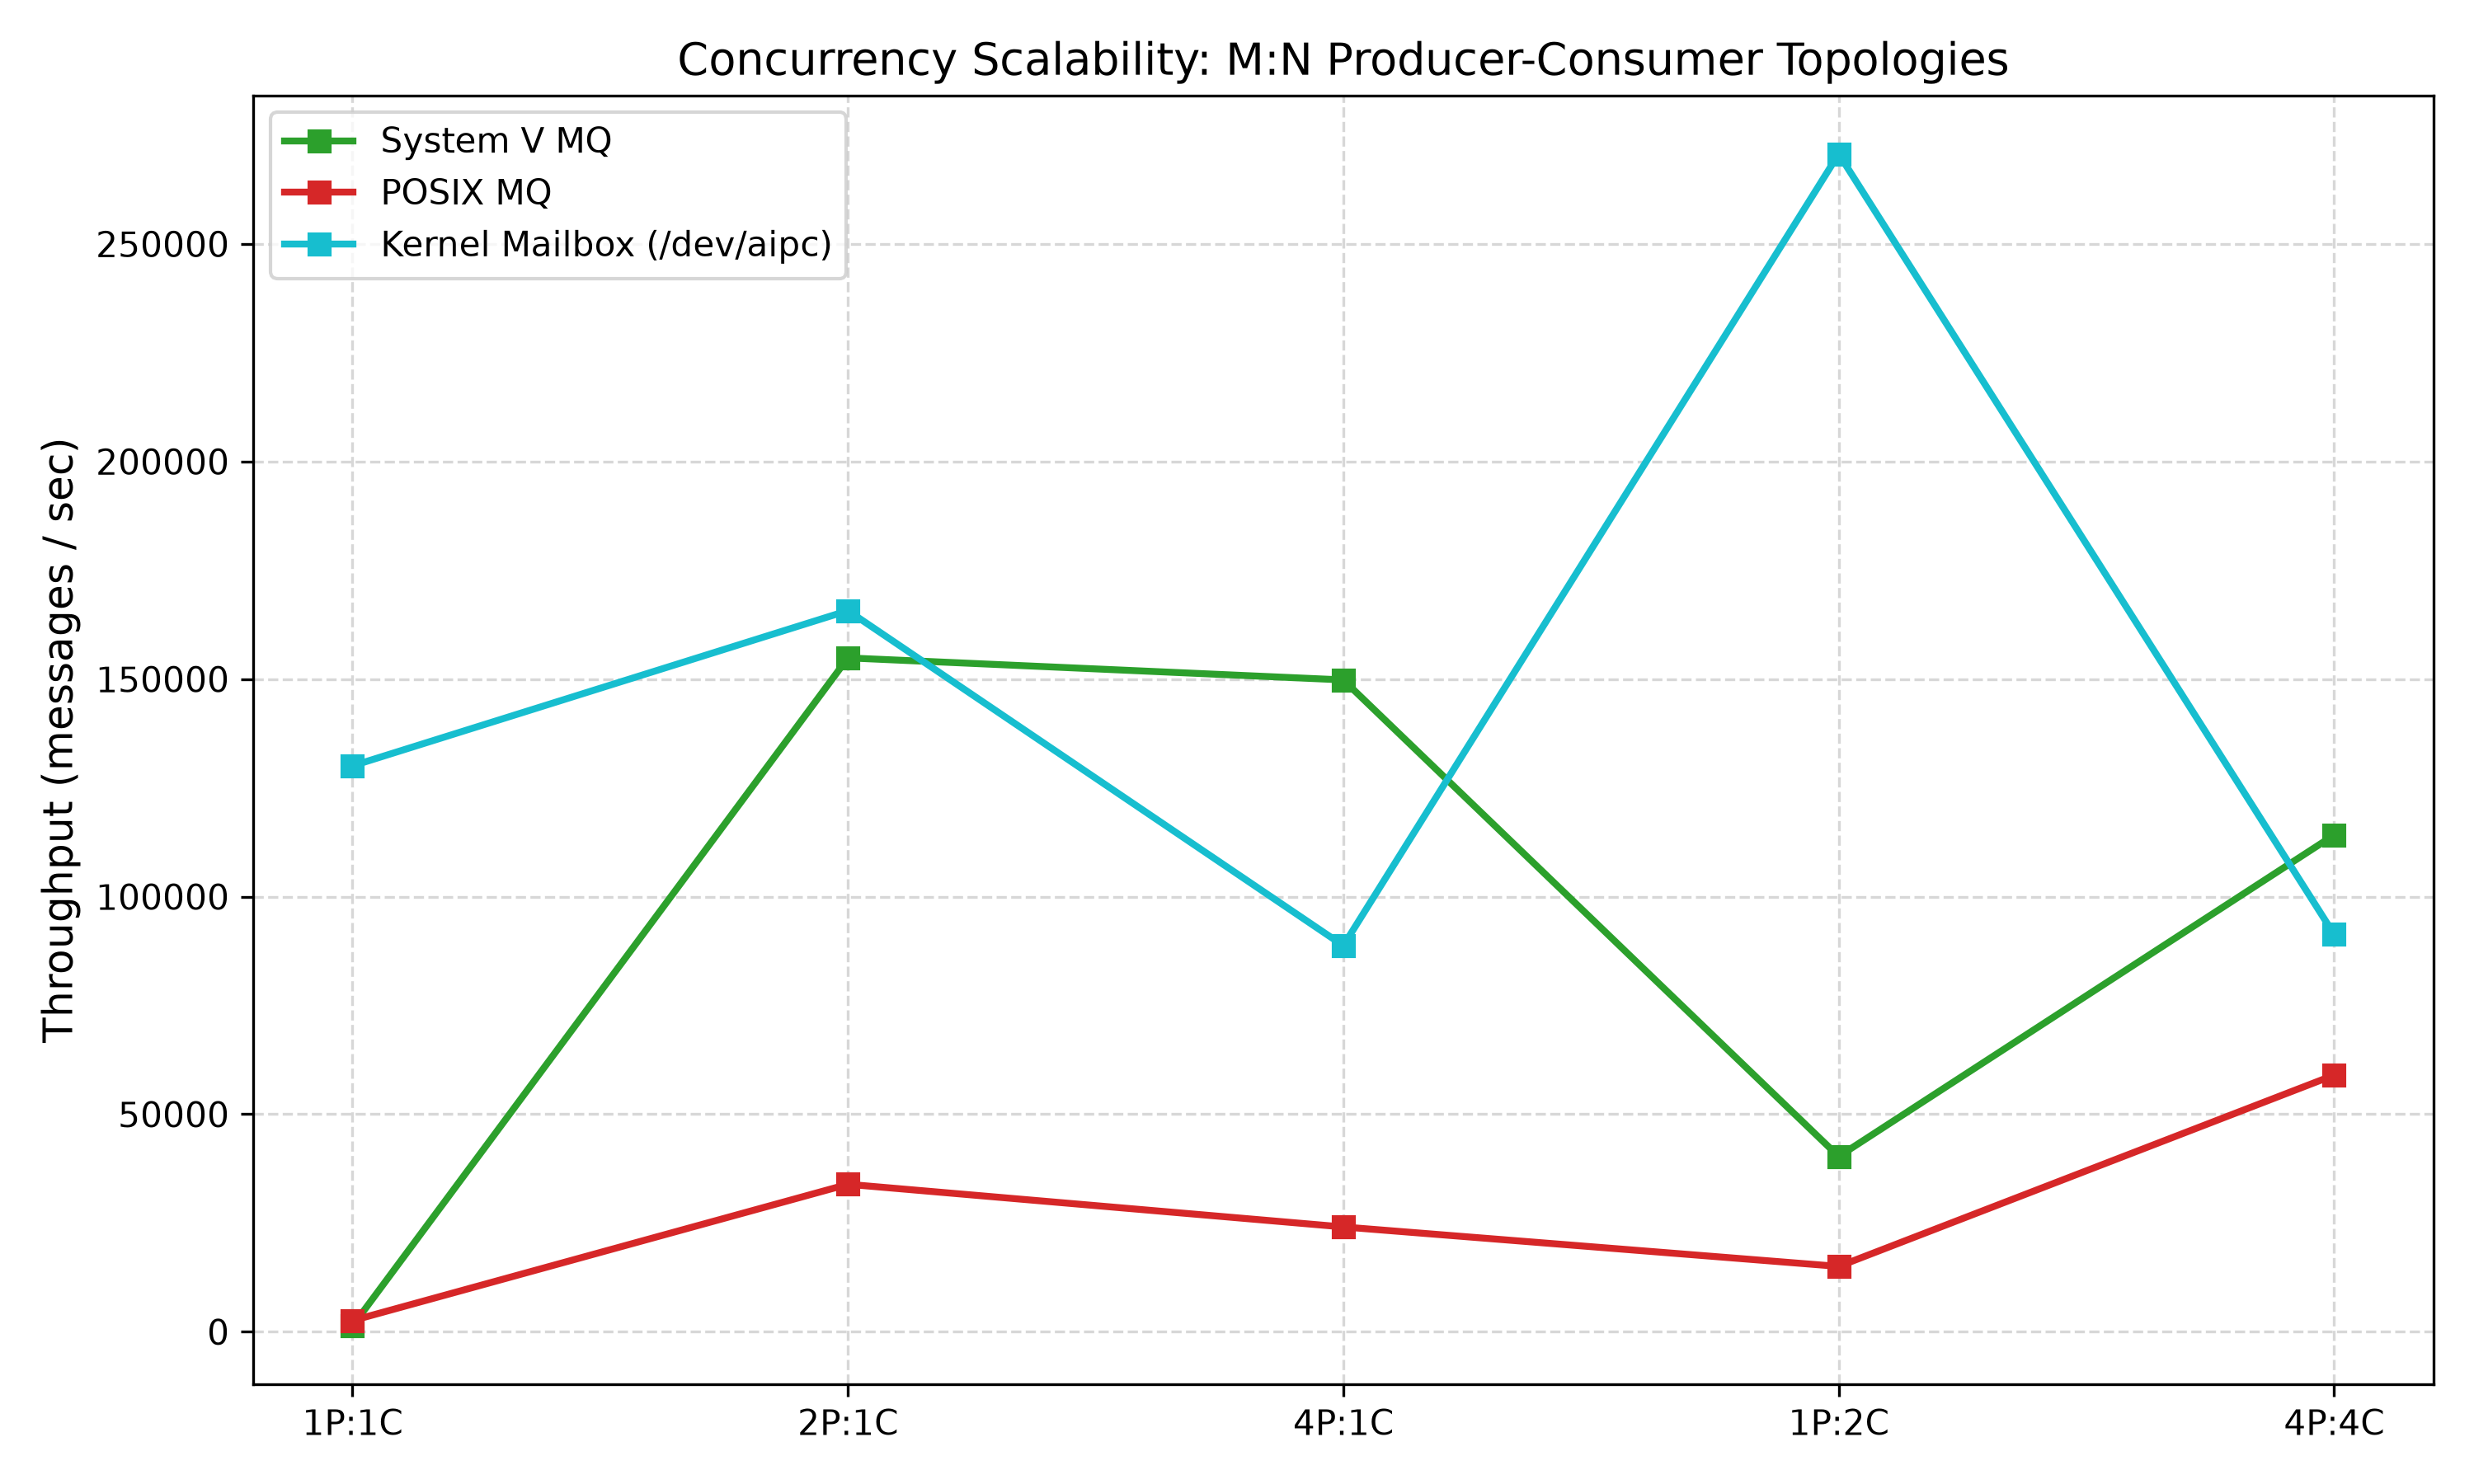 Concurrency Scalability: M:N Producer-Consumer Topologies
System V MQ
POSIX MQ
Kernel Mailbox (/dev/aipc)
Throughput (messages / sec)
250000
200000
150000
100000
50000
0
1P:1C
2P:1C
4P:1C
1P:2C
4P:4C